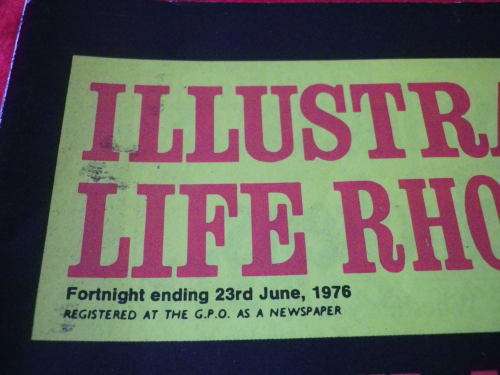 ILLUSTRA
LIFE RHO
Fortnight ending 23rd June, 1976
REGISTERED AT THE G.P.O. AS A NEWSPAPER